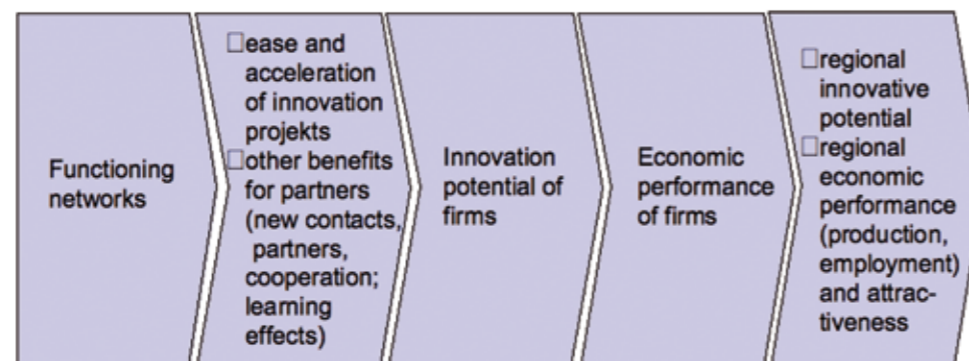 Functioning
networks
ease and
acceleration
of innovation
projekts
other benefits
for partners
(new contacts,
partners,
cooperation;
learning
effects)
Innovation
potential of
firms
Economic
performance
of firms
regional
innovative
potential
regional
economic
performance
(production,
employment)
and attrac-
tiveness